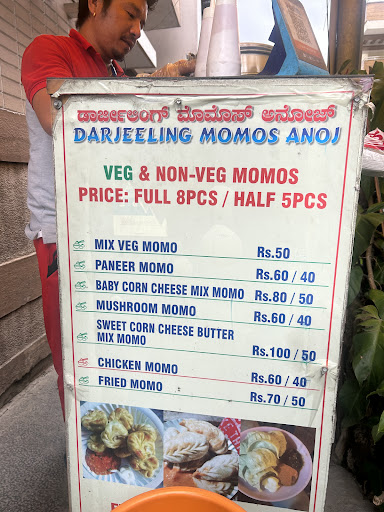 ಡಾರ್ಜಿಲಿಂಗ್ ಮೊಮೋಸ್ ಅನೋಜ್
DARJEELING MOMOS ANOJ
VEG & NON-VEG MOMOS
PRICE: FULL 8PCS / HALF 5PCS
MIX VEG MOMO Rs.50
PANEER MOMO Rs.60 / 40
BABY CORN CHEESE MIX MOMO Rs.80 / 50
MUSHROOM MOMO Rs.60 / 40
SWEET CORN CHEESE BUTTER
MIX MOMO Rs.100 / 50
CHICKEN MOMO Rs.60 / 40
FRIED MOMO Rs.70 / 50